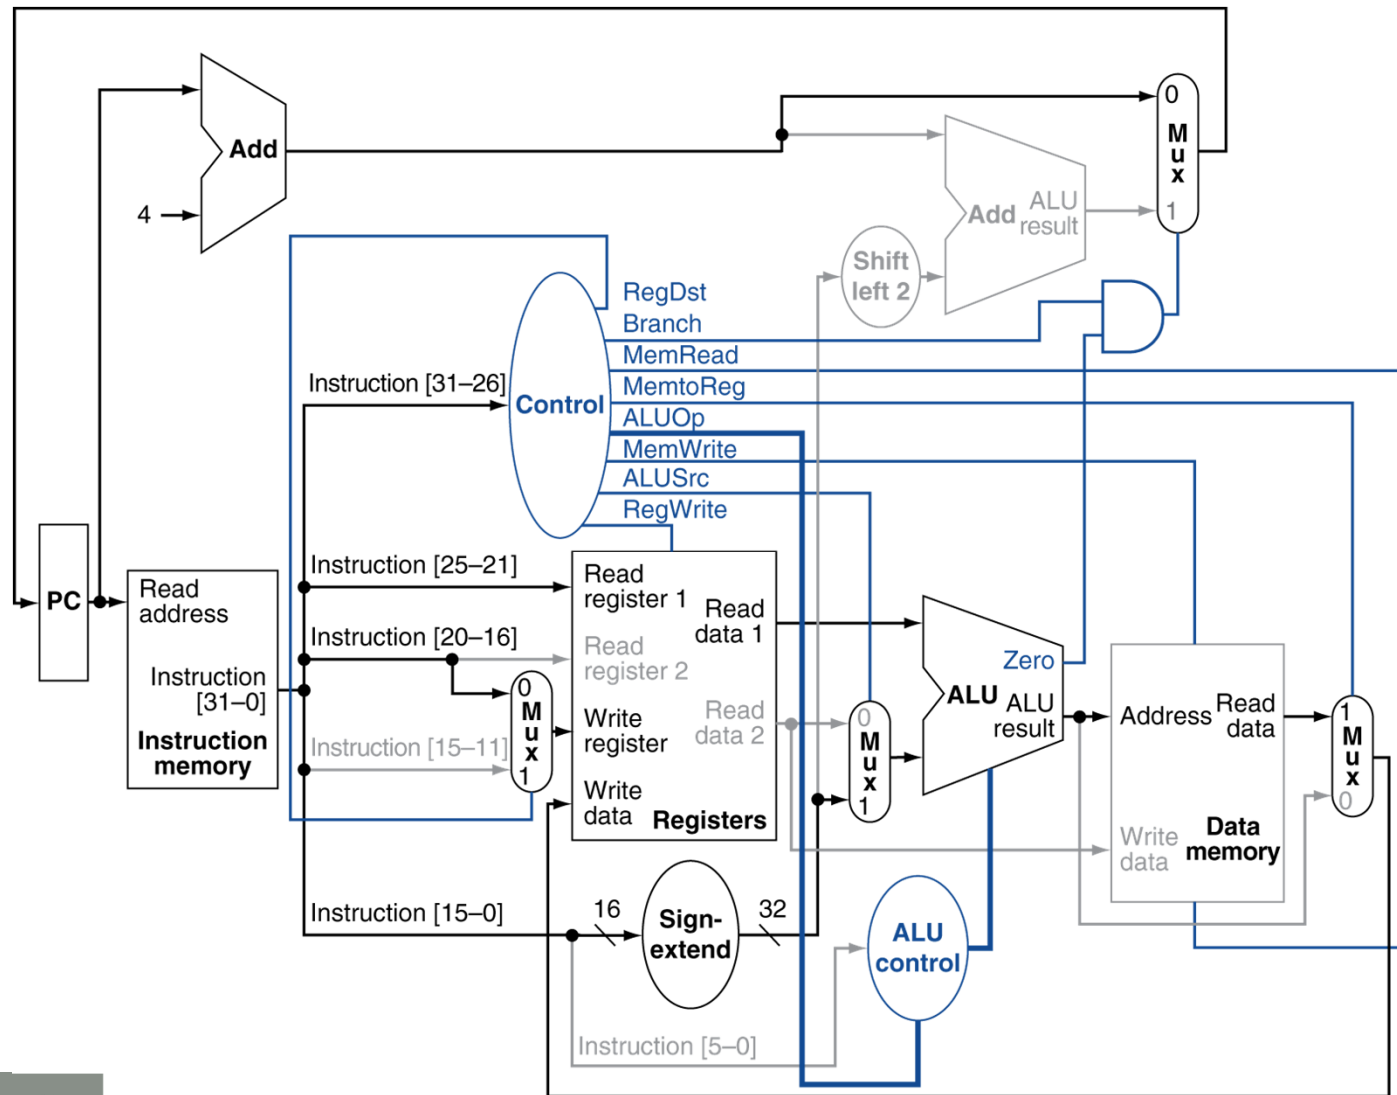 0
M
u
x
1
Add
4
Add
ALU
result
Shift
left 2
RegDst
Branch
MemRead
MemtoReg
ALUOp
MemWrite
ALUSrc
RegWrite
Control
Instruction [31–26]
PC
Read
address
Instruction
[31–0]
Instruction
memory
Instruction [25–21]
Instruction [20–16]
Instruction [15–11]
0
M
u
x
1
Read
register 1
Read
register 2
Write
register
Write
data
Read
data 1
Read
data 2
Registers
0
M
u
x
1
Zero
ALU
ALU
result
Address
Read
data
Write
data
Data
memory
1
M
u
x
0
Instruction [15–0]
16
Sign-
extend
32
ALU
control
Instruction [5–0]